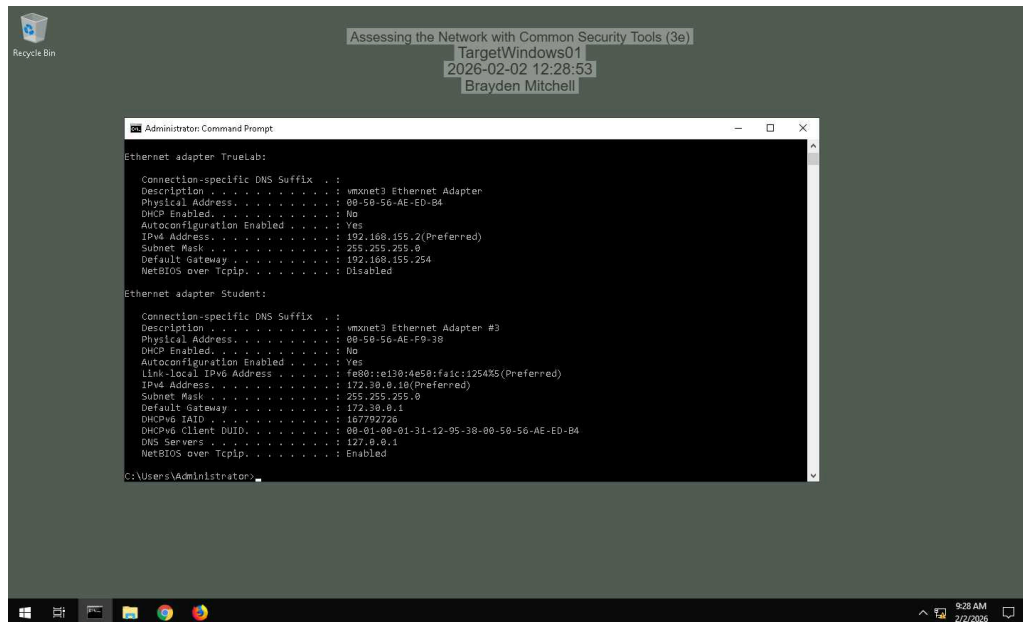 Recycle Bin
Assessing the Network with Common Security Tools (3e)
TargetWindows01
2026-02-02 12:28:53
Brayden Mitchell
Administrator: Command Prompt
Ethernet adapter TrueLab:
Connection-specific DNS Suffix . :
Description . . . . . . . . . . . : vmxnet3 Ethernet Adapter
Physical Address. . . . . . . . . : 00-50-56-AE-ED-B4
DHCP Enabled. . . . . . . . . . . : No
Autoconfiguration Enabled . . . . : Yes
IPv4 Address. . . . . . . . . . . : 192.168.155.2(Preferred)
Subnet Mask . . . . . . . . . . . : 255.255.255.0
Default Gateway . . . . . . . . . : 192.168.155.254
NetBIOS over Tcpip. . . . . . . . : Disabled
Ethernet adapter Student:
Connection-specific DNS Suffix . :
Description . . . . . . . . . . . : vmxnet3 Ethernet Adapter #3
Physical Address. . . . . . . . . : 00-50-56-AE-F9-38
DHCP Enabled. . . . . . . . . . . : No
Autoconfiguration Enabled . . . . : Yes
Link-local IPv6 Address . . . . . : fe80::e130:4e50:fa1c:1254%5(Preferred)
IPv4 Address. . . . . . . . . . . : 172.30.0.10(Preferred)
Subnet Mask . . . . . . . . . . . : 255.255.255.0
Default Gateway . . . . . . . . . : 172.30.0.1
DHCPv6 IAID . . . . . . . . . . . : 167792726
DHCPv6 Client DUID. . . . . . . . : 00-01-00-01-31-12-95-38-00-50-56-AE-ED-B4
DNS Servers . . . . . . . . . . . : 127.0.0.1
NetBIOS over Tcpip. . . . . . . . : Enabled
C:\Users\Administrator>
9:28 AM
2/2/2026